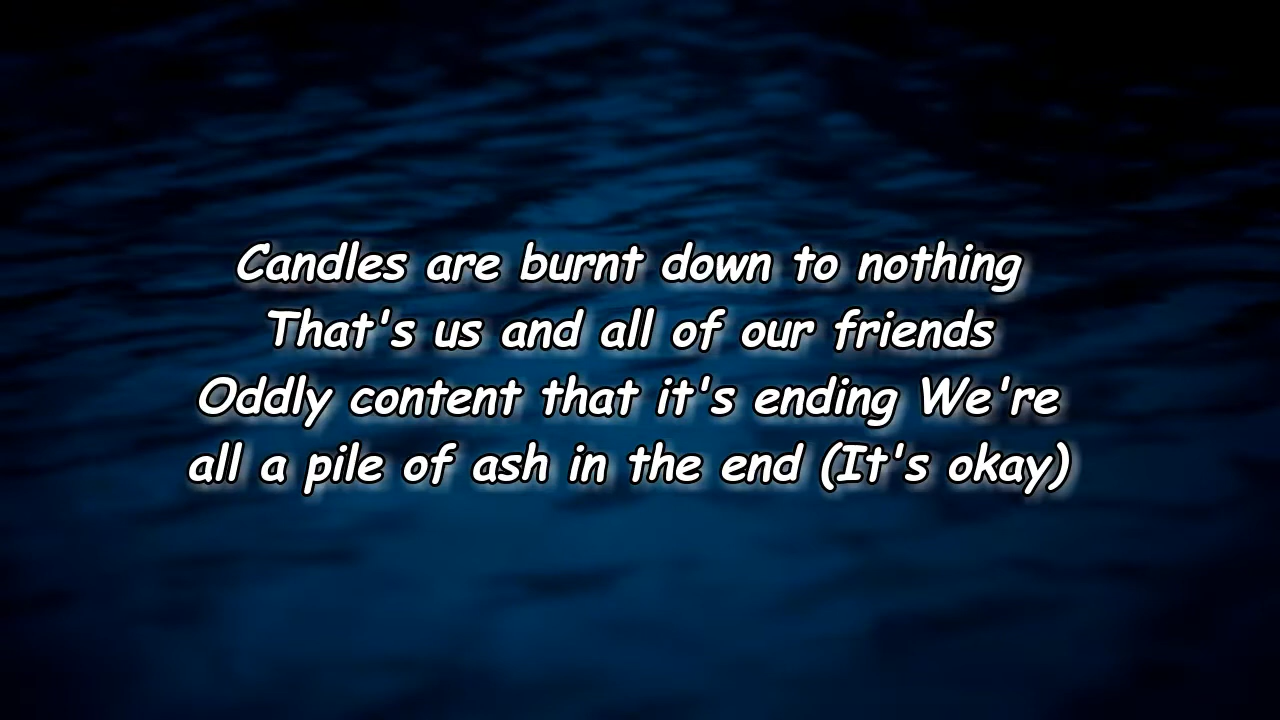 Candles are burnt down to nothing
That's us and all of our friends
Oddly content that it's ending We're
all a pile of ash in the end (It's okay)